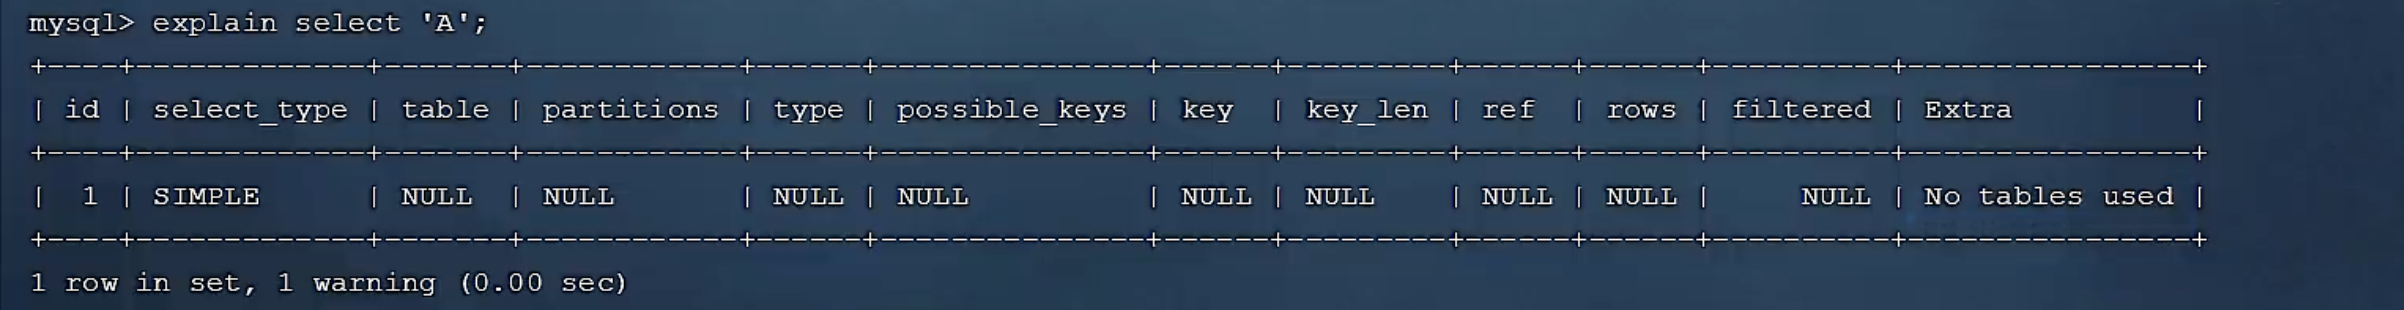 mysql> explain select 'A';
+----+-------------+-------+------------+------+---------------+------+---------+------+------+----------+----------------+
| id | select_type | table | partitions | type | possible_keys | key  | key_len | ref  | rows | filtered | Extra          |
+----+-------------+-------+------------+------+---------------+------+---------+------+------+----------+----------------+
|  1 | SIMPLE      | NULL  | NULL       | NULL | NULL          | NULL | NULL    | NULL | NULL |     NULL | No tables used |
+----+-------------+-------+------------+------+---------------+------+---------+------+------+----------+----------------+
1 row in set, 1 warning (0.00 sec)